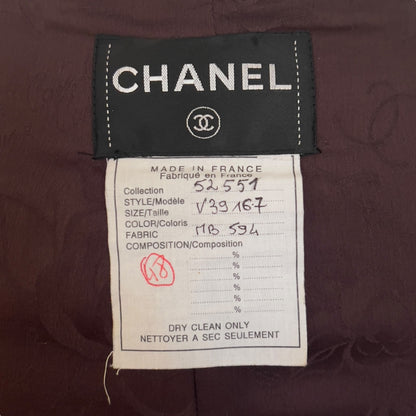 CHANEL
MADE IN FRANCE
Fabriqué en France
Collection 52551
STYLE/Modèle V39167
SIZE/Taille
COLOR/Coloris MB 594
FABRIC
COMPOSITION/Composition
%
%
48 %
%
%
%
DRY CLEAN ONLY
NETTOYER A SEC SEULEMENT